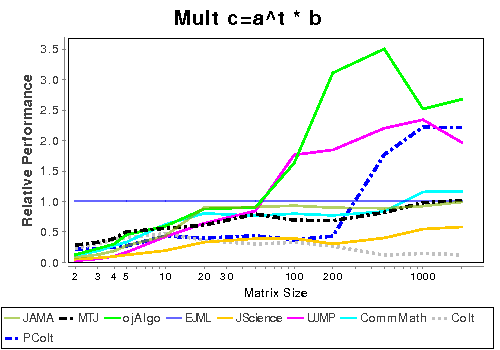 Mult c=a^t * b
3.5
3.0
2.5
2.0
1.5
1.0
0.5
0.0
Relative Performance
2 3 4 5 10 20 30 100 200 1000
Matrix Size
JAMA MTJ ojAlgo EJML JScience UJMP CommMath Colt
PColt